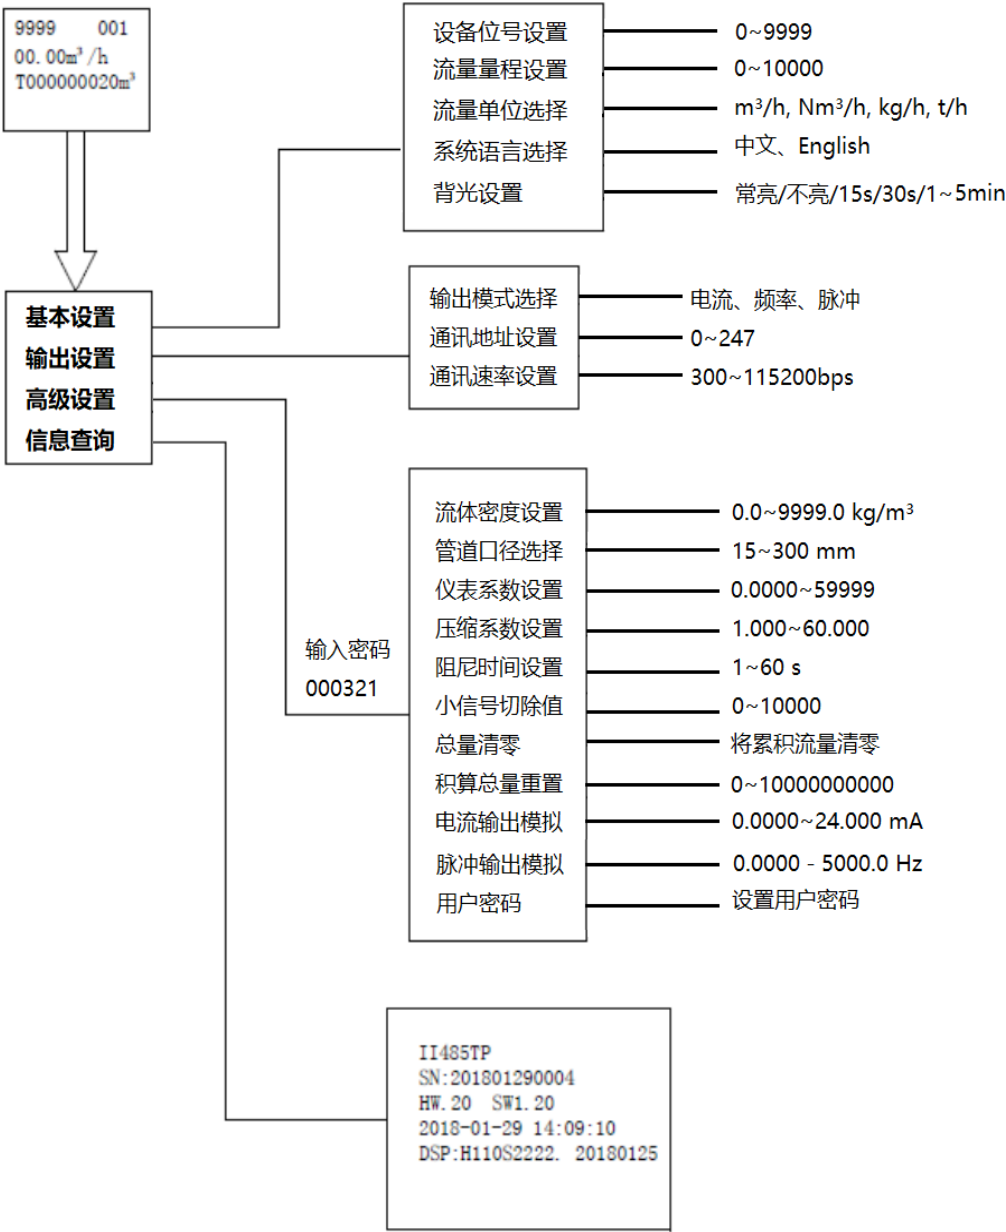 9999 001
00.00m³/h
T000000020m³
设备位号设置 0~9999
流量量程设置 0~10000
流量单位选择 m³/h, Nm³/h, kg/h, t/h
系统语言选择 中文、English
背光设置 常亮/不亮/15s/30s/1~5min
基本设置
输出设置
高级设置
信息查询
输出模式选择 电流、频率、脉冲
通讯地址设置 0~247
通讯速率设置 300~115200bps
输入密码
000321
流体密度设置 0.0~9999.0 kg/m³
管道口径选择 15~300 mm
仪表系数设置 0.0000~59999
压缩系数设置 1.000~60.000
阻尼时间设置 1~60 s
小信号切除值 0~10000
总量清零 将累积流量清零
积算总量重置 0~10000000000
电流输出模拟 0.0000~24.000 mA
脉冲输出模拟 0.0000 - 5000.0 Hz
用户密码 设置用户密码
II485TP
SN:201801290004
HW.20 SW1.20
2018-01-29 14:09:10
DSP:H110S2222. 20180125